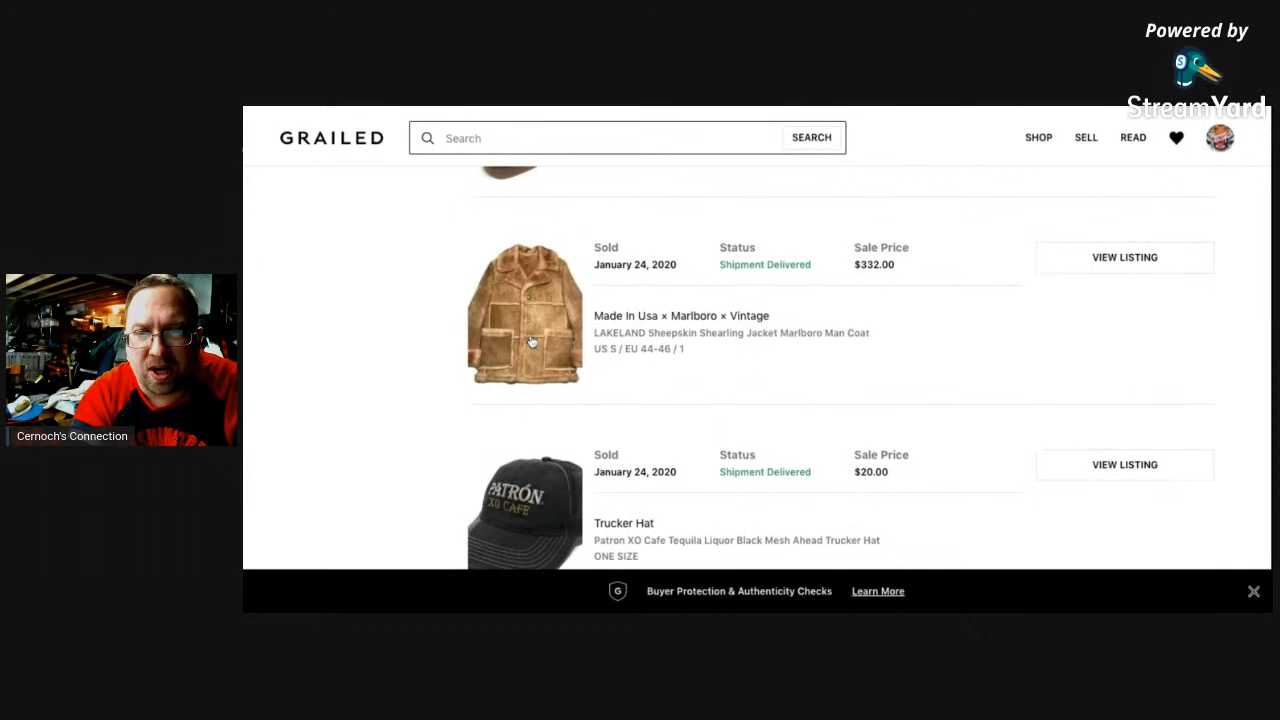 Powered by
StreamYard
GRAILED
Search
SEARCH
SHOP
SELL
READ
Sold
Status
Sale Price
January 24, 2020
Shipment Delivered
$332.00
VIEW LISTING
Made In Usa × Marlboro × Vintage
LAKELAND Sheepskin Shearling Jacket Marlboro Man Coat
US S / EU 44-46 / 1
Cernoch's Connection
Sold
Status
Sale Price
January 24, 2020
Shipment Delivered
$20.00
VIEW LISTING
PATRÓN
XO CAFE
Trucker Hat
Patron XO Cafe Tequila Liquor Black Mesh Ahead Trucker Hat
ONE SIZE
G
Buyer Protection & Authenticity Checks
Learn More